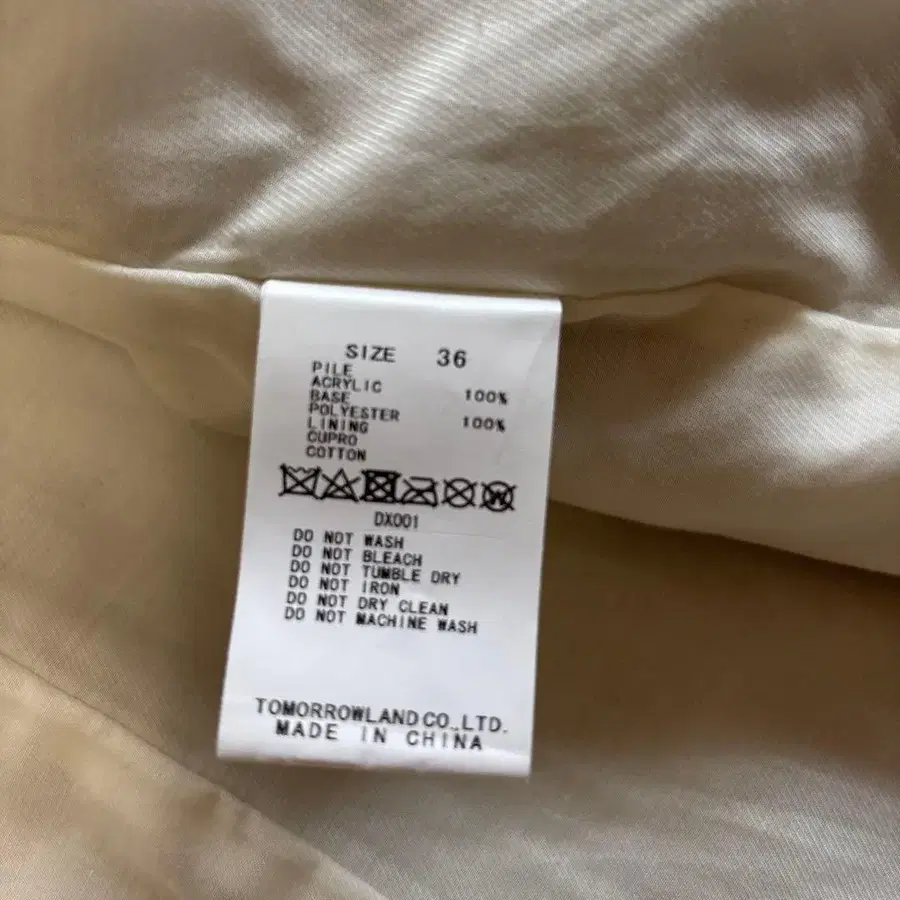 SIZE 36
PILE
ACRYLIC 100%
BASE
POLYESTER 100%
LINING
CUPRO
COTTON
DX001
DO NOT WASH
DO NOT BLEACH
DO NOT TUMBLE DRY
DO NOT IRON
DO NOT DRY CLEAN
DO NOT MACHINE WASH
TOMORROWLAND CO.,LTD.
MADE IN CHINA